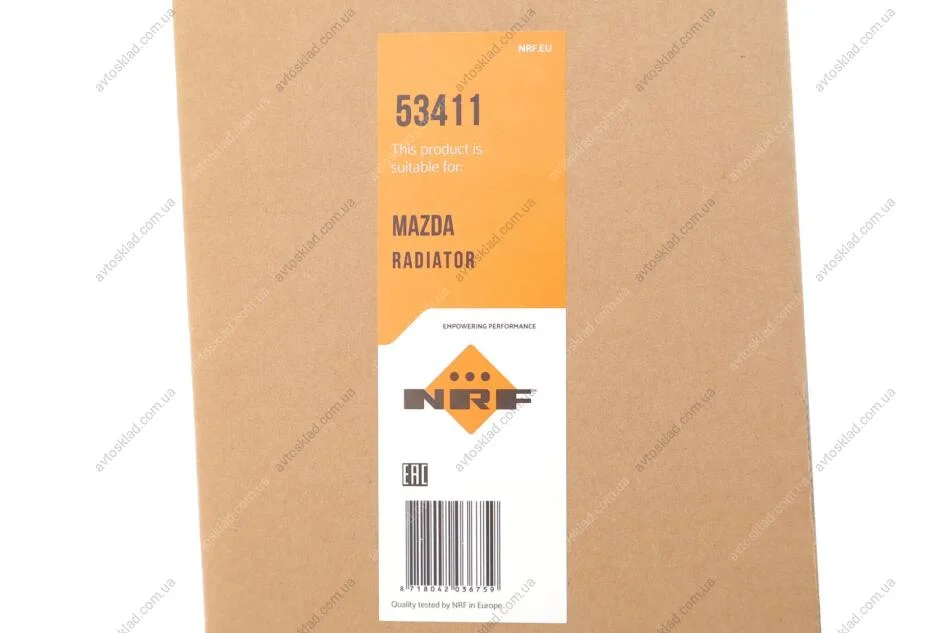 NRF.EU
53411
This product is
suitable for:
MAZDA
RADIATOR
EMPOWERING PERFORMANCE
NRF
EAC
8 718042 036759
Quality tested by NRF in Europe.
avtosklad.com.ua